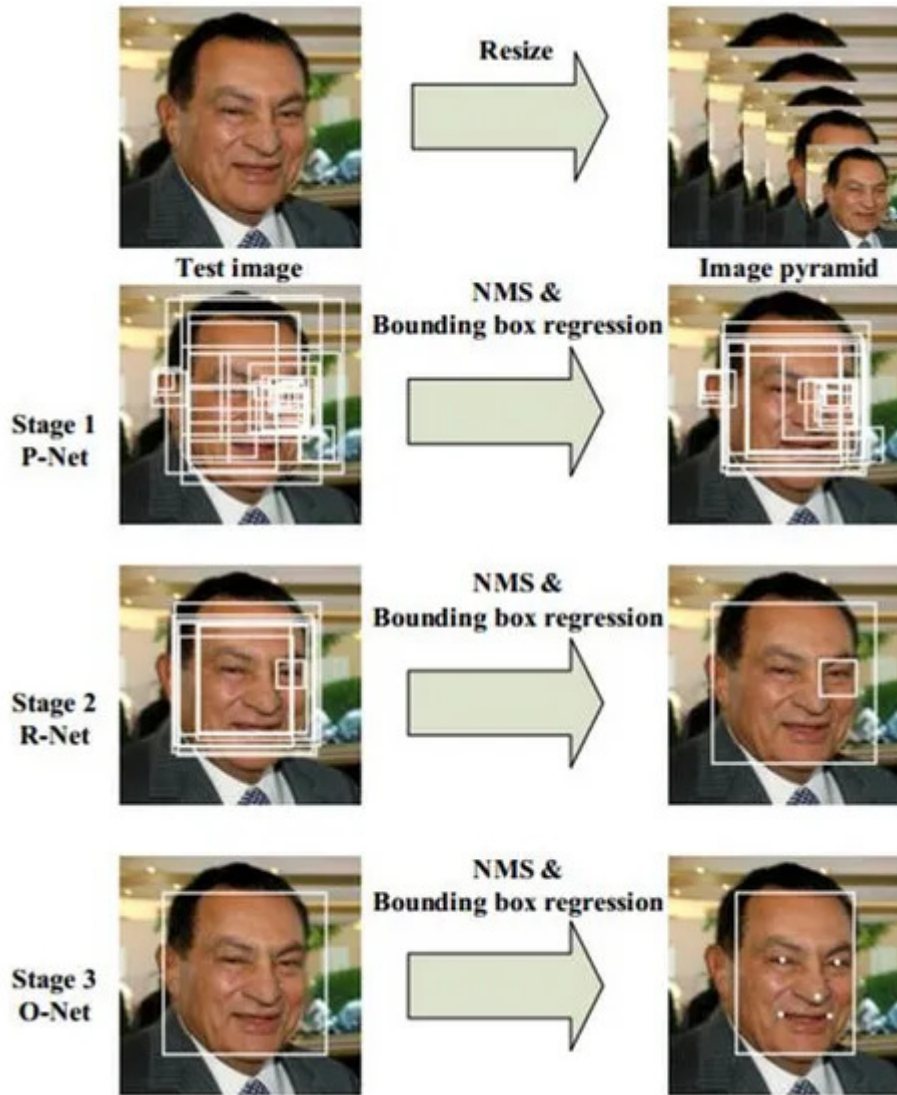 Resize
Test image
Image pyramid
NMS &
Bounding box regression
Stage 1
P-Net
NMS &
Bounding box regression
Stage 2
R-Net
NMS &
Bounding box regression
Stage 3
O-Net